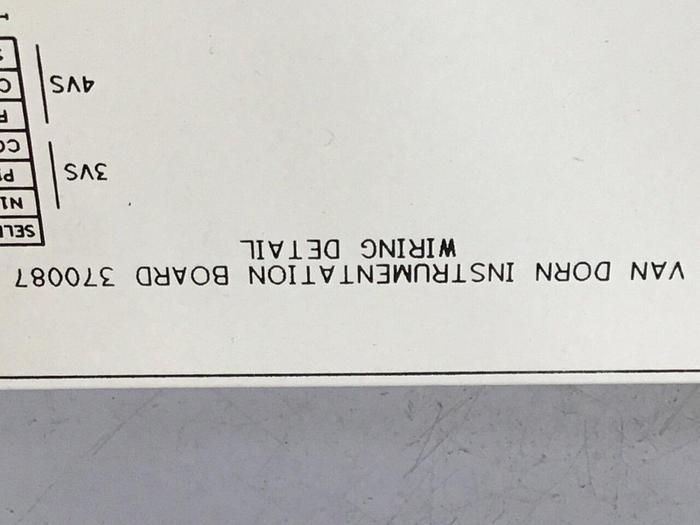 VAN DORN INSTRUMENTATION BOARD 370087
WIRING DETAIL
3VS
4VS